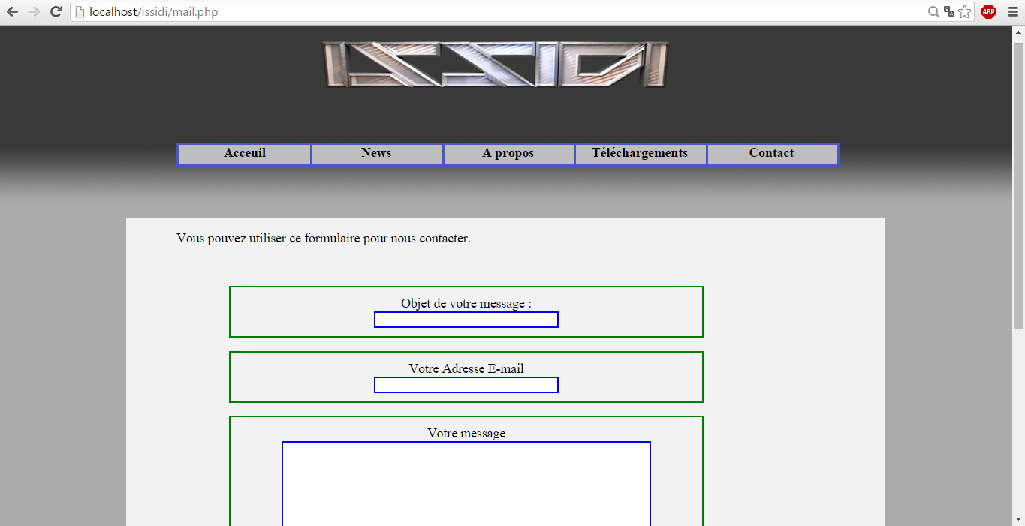 localhost/issidi/mail.php
ABP
ISSIDI
Acceuil News A propos Téléchargements Contact
Vous pouvez utiliser ce formulaire pour nous contacter.
Objet de votre message :
Votre Adresse E-mail
Votre message